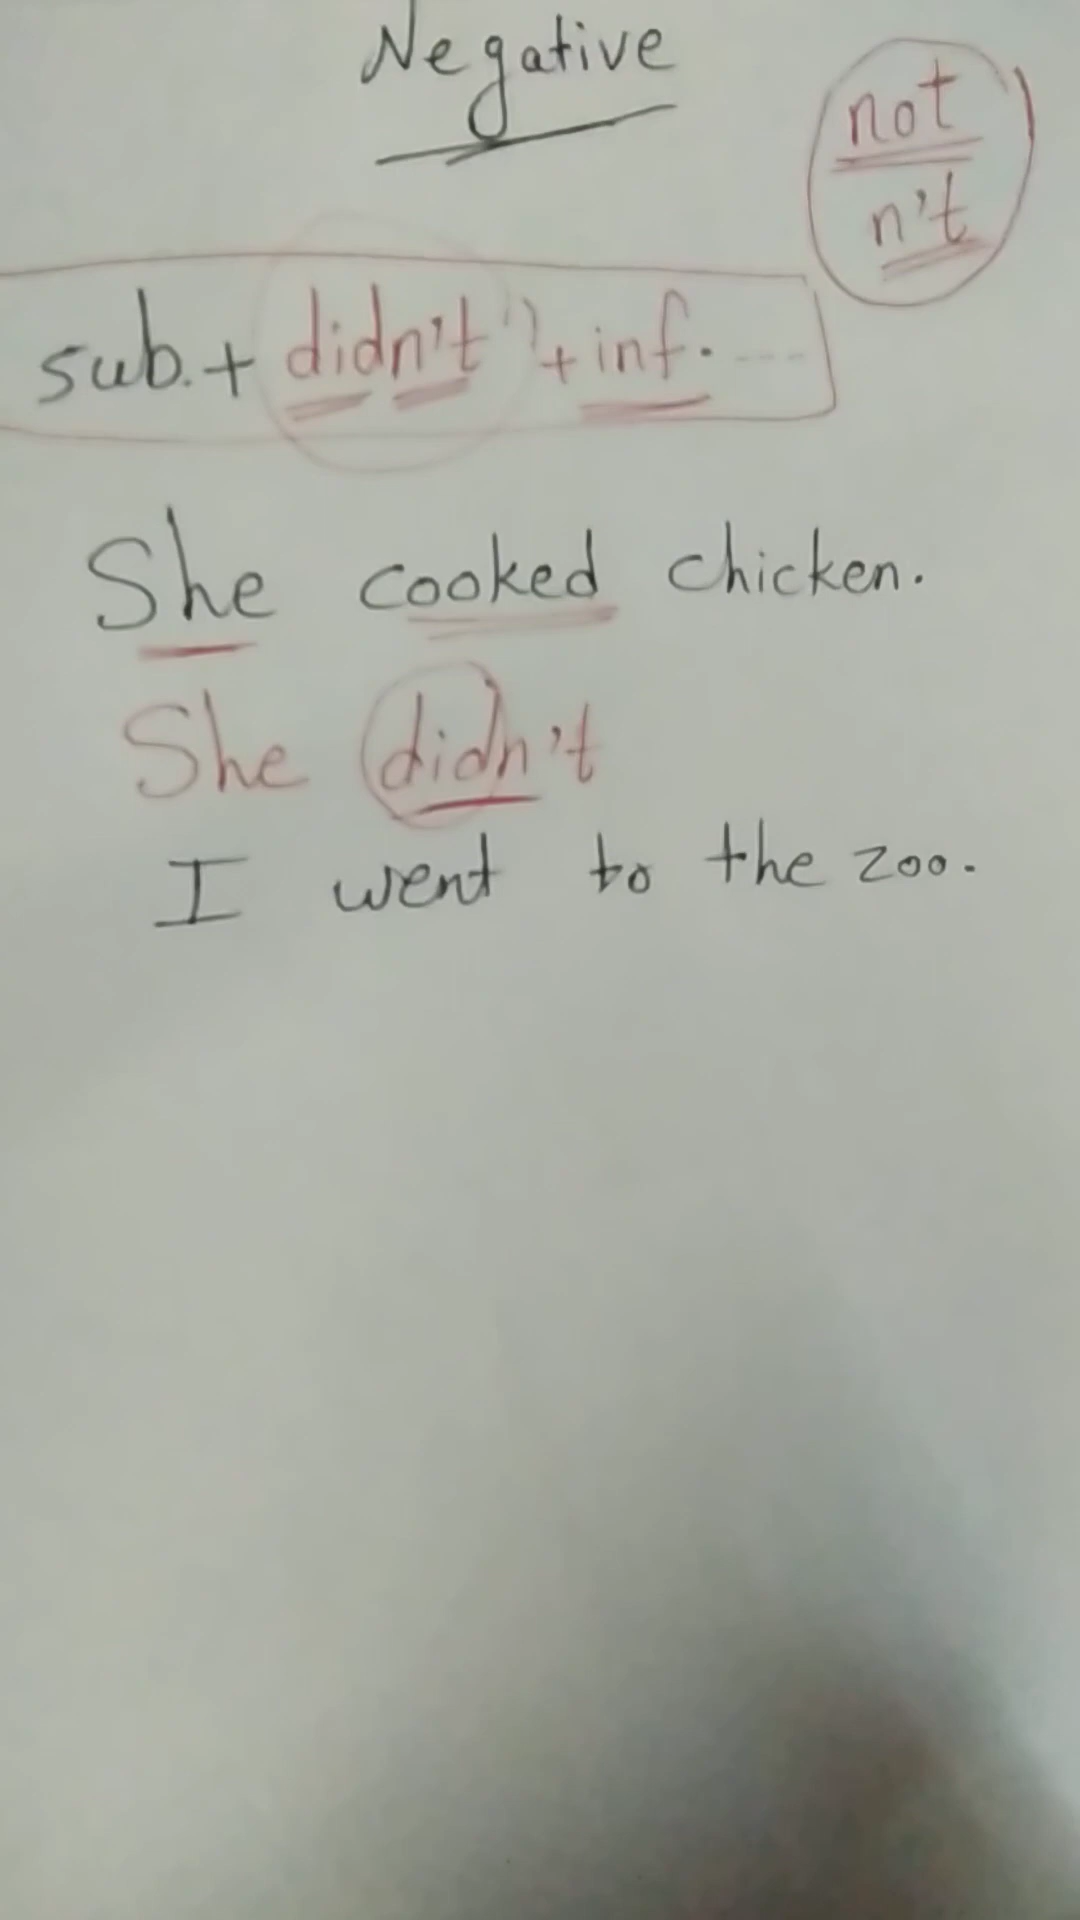 Negative
not
n't
sub. + didn't + inf. ....
She cooked chicken.
She didn't
I went to the zoo.